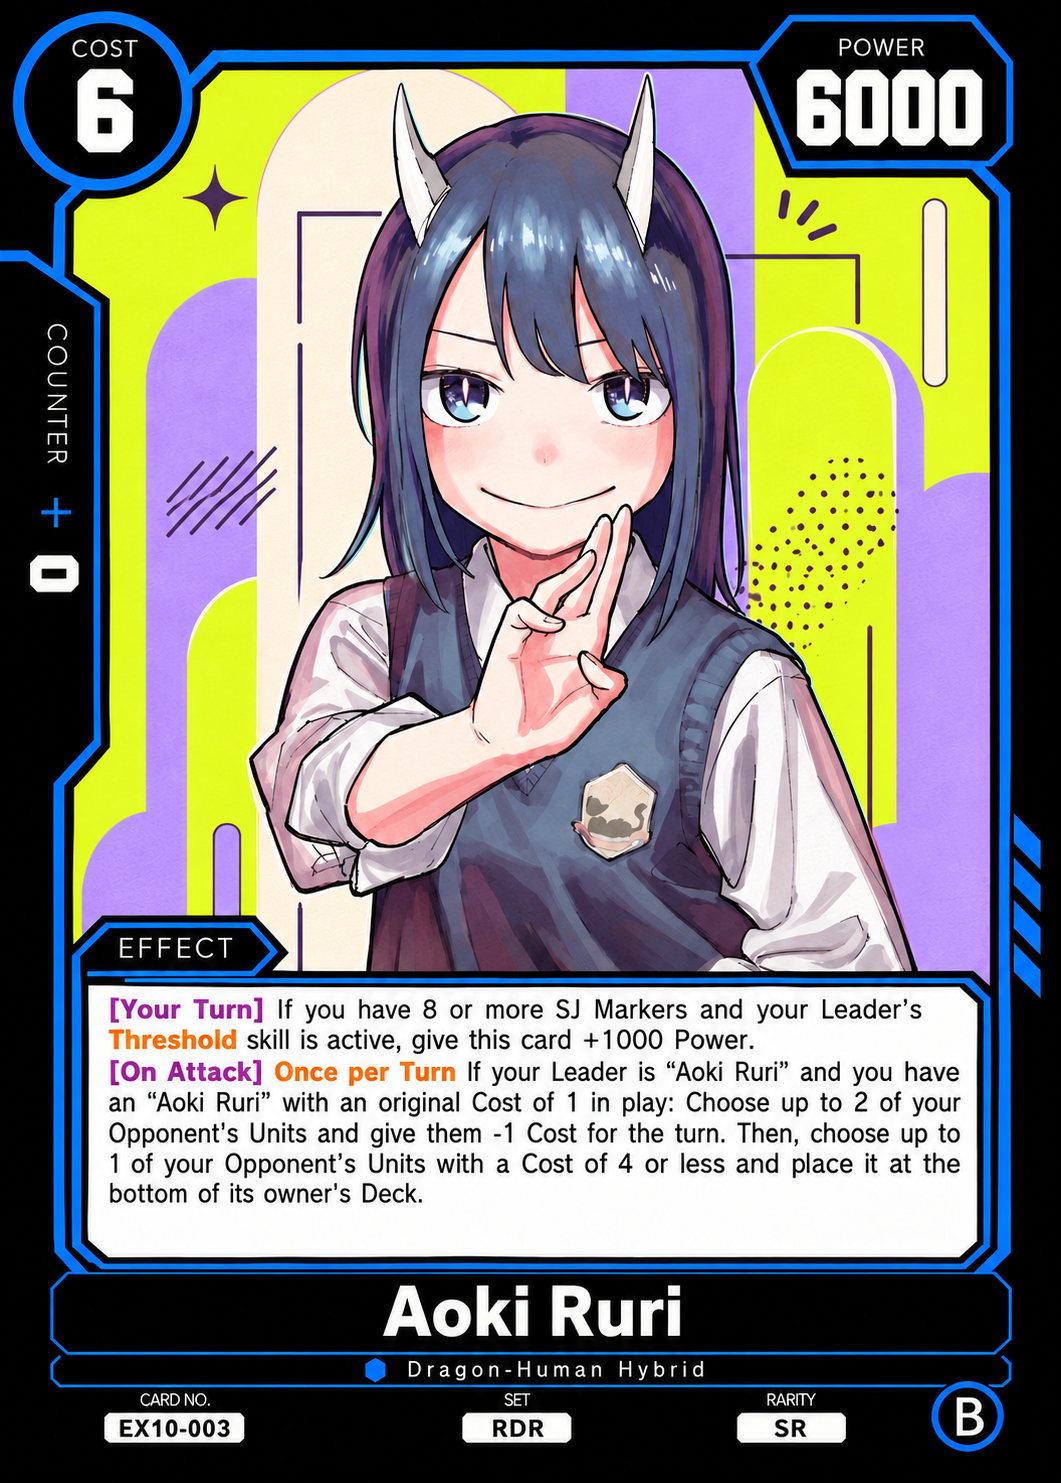 COST
6
POWER
6000
COUNTER + 0
EFFECT
[Your Turn] If you have 8 or more SJ Markers and your Leader’s
Threshold skill is active, give this card +1000 Power.
[On Attack] Once per Turn If your Leader is “Aoki Ruri” and you have
an “Aoki Ruri” with an original Cost of 1 in play: Choose up to 2 of your
Opponent’s Units and give them -1 Cost for the turn. Then, choose up to
1 of your Opponent’s Units with a Cost of 4 or less and place it at the
bottom of its owner’s Deck.
Aoki Ruri
Dragon-Human Hybrid
CARD NO.
EX10-003
SET
RDR
RARITY
SR
B